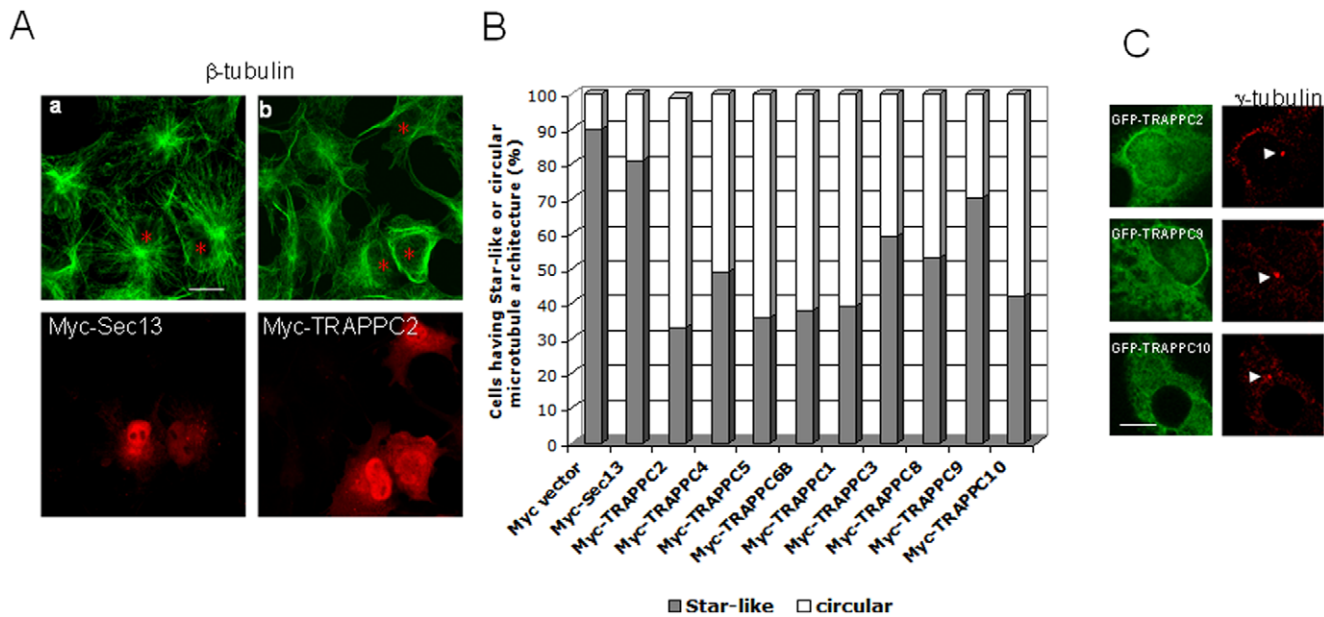 A
β-tubulin
a
b
*
*
*
*
*
Myc-Sec13
Myc-TRAPPC2
B
Cells having Star-like or circular
microtubule architecture (%)
100
90
80
70
60
50
40
30
20
10
0
Myc vector
Myc-Sec13
Myc-TRAPPC2
Myc-TRAPPC4
Myc-TRAPPC5
Myc-TRAPPC6B
Myc-TRAPPC1
Myc-TRAPPC3
Myc-TRAPPC8
Myc-TRAPPC9
Myc-TRAPPC10
Star-like
circular
C
γ-tubulin
GFP-TRAPPC2
GFP-TRAPPC9
GFP-TRAPPC10